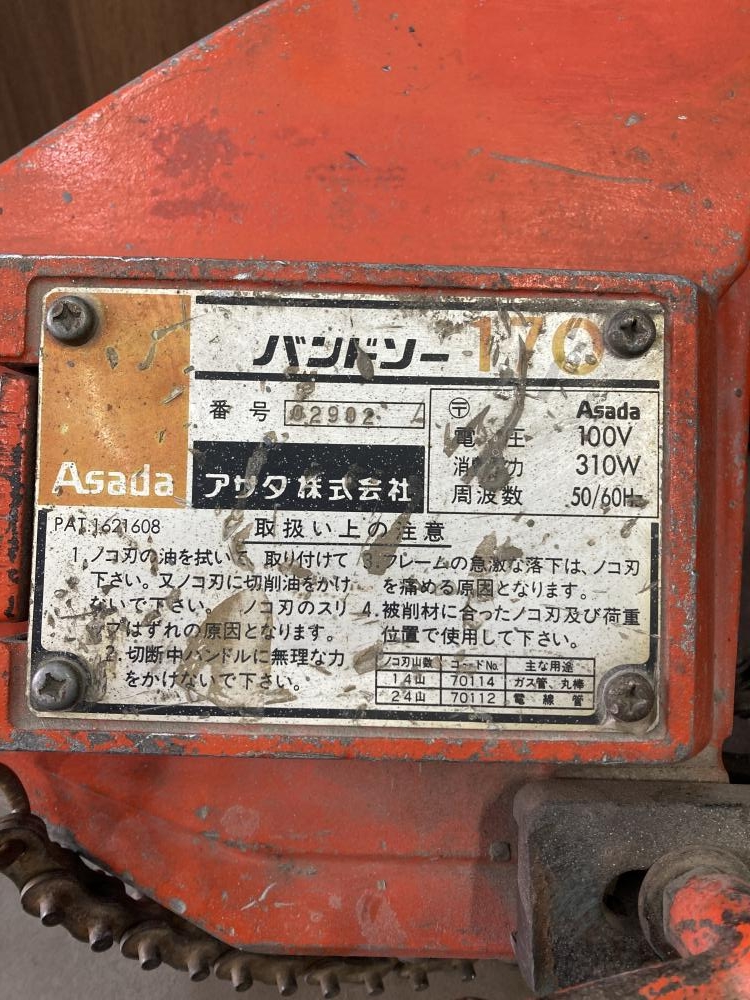 バンドソー 170
番号
Asada
アサダ株式会社
〒 Asada
電 圧 100V
消 力 310W
周波数 50/60Hz
PAT.1621608 取扱い上の注意
1. ノコ刃の油を拭いて、取り付けて
下さい。又ノコ刃に切削油をかけ
ないで下さい。 ノコ刃のスリ
ップはずれの原因となります。
2. 切断中ハンドルに無理な力
をかけないで下さい。
3. フレームの急激な落下は、ノコ刃
を痛める原因となります。
4. 被削材に合ったノコ刃及び荷重
位置で使用して下さい。
ノコ刃山数 コードNo. 主な用途
14山 70114 ガス管、丸棒
24山 70112 電線管